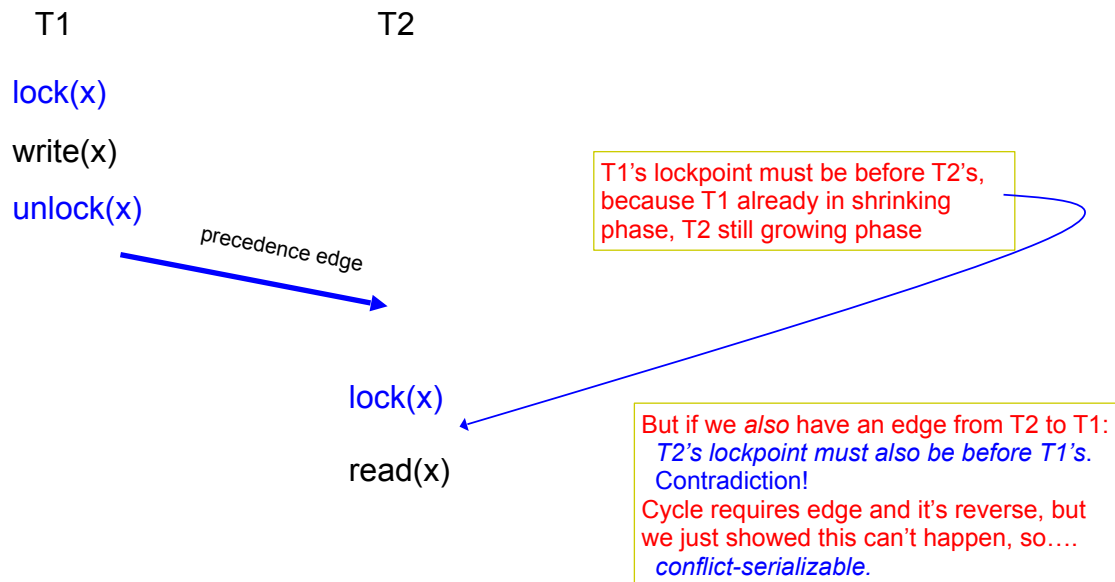 T1 T2
lock(x)
write(x)
unlock(x)
precedence edge
T1’s lockpoint must be before T2’s,
because T1 already in shrinking
phase, T2 still growing phase
lock(x)
read(x)
But if we also have an edge from T2 to T1:
T2’s lockpoint must also be before T1’s.
Contradiction!
Cycle requires edge and it’s reverse, but
we just showed this can’t happen, so….
conflict-serializable.